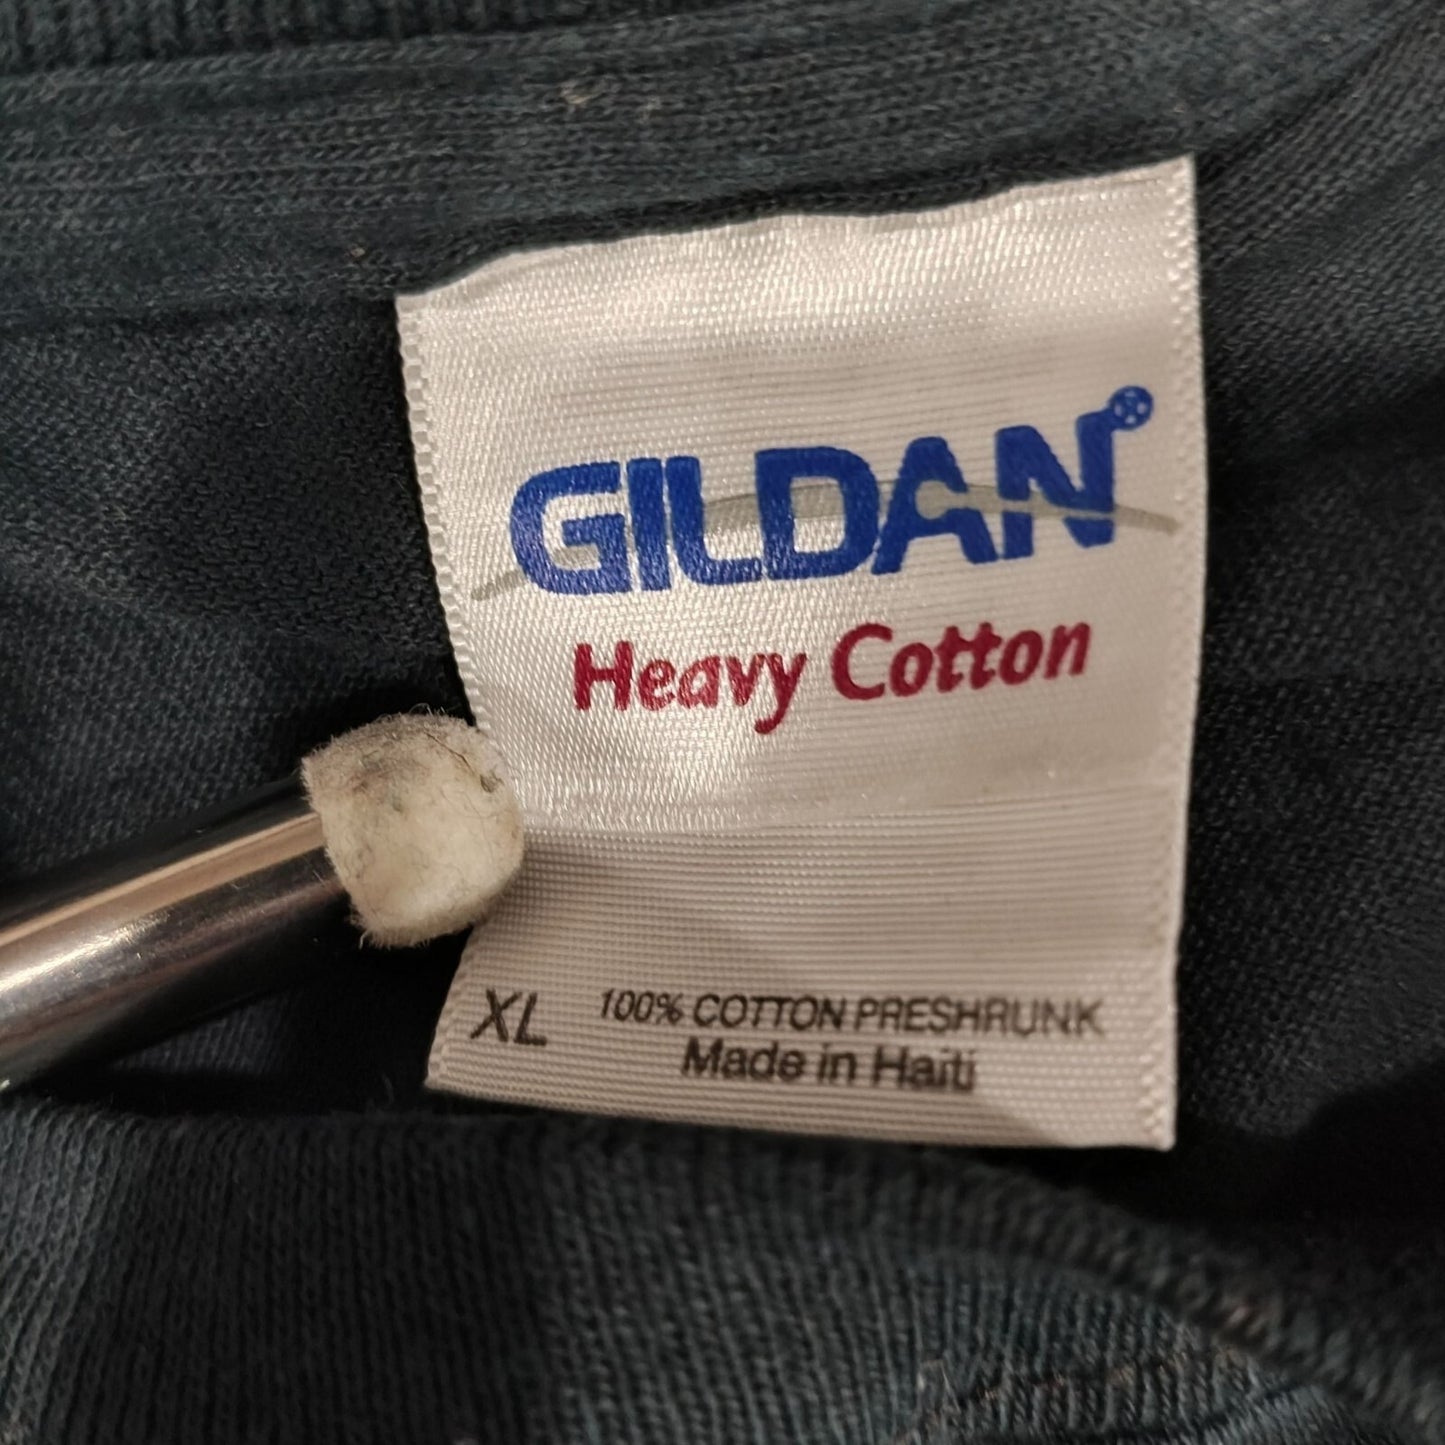 GILDAN®
Heavy Cotton
XL 100% COTTON PRESHRUNK
Made in Haiti